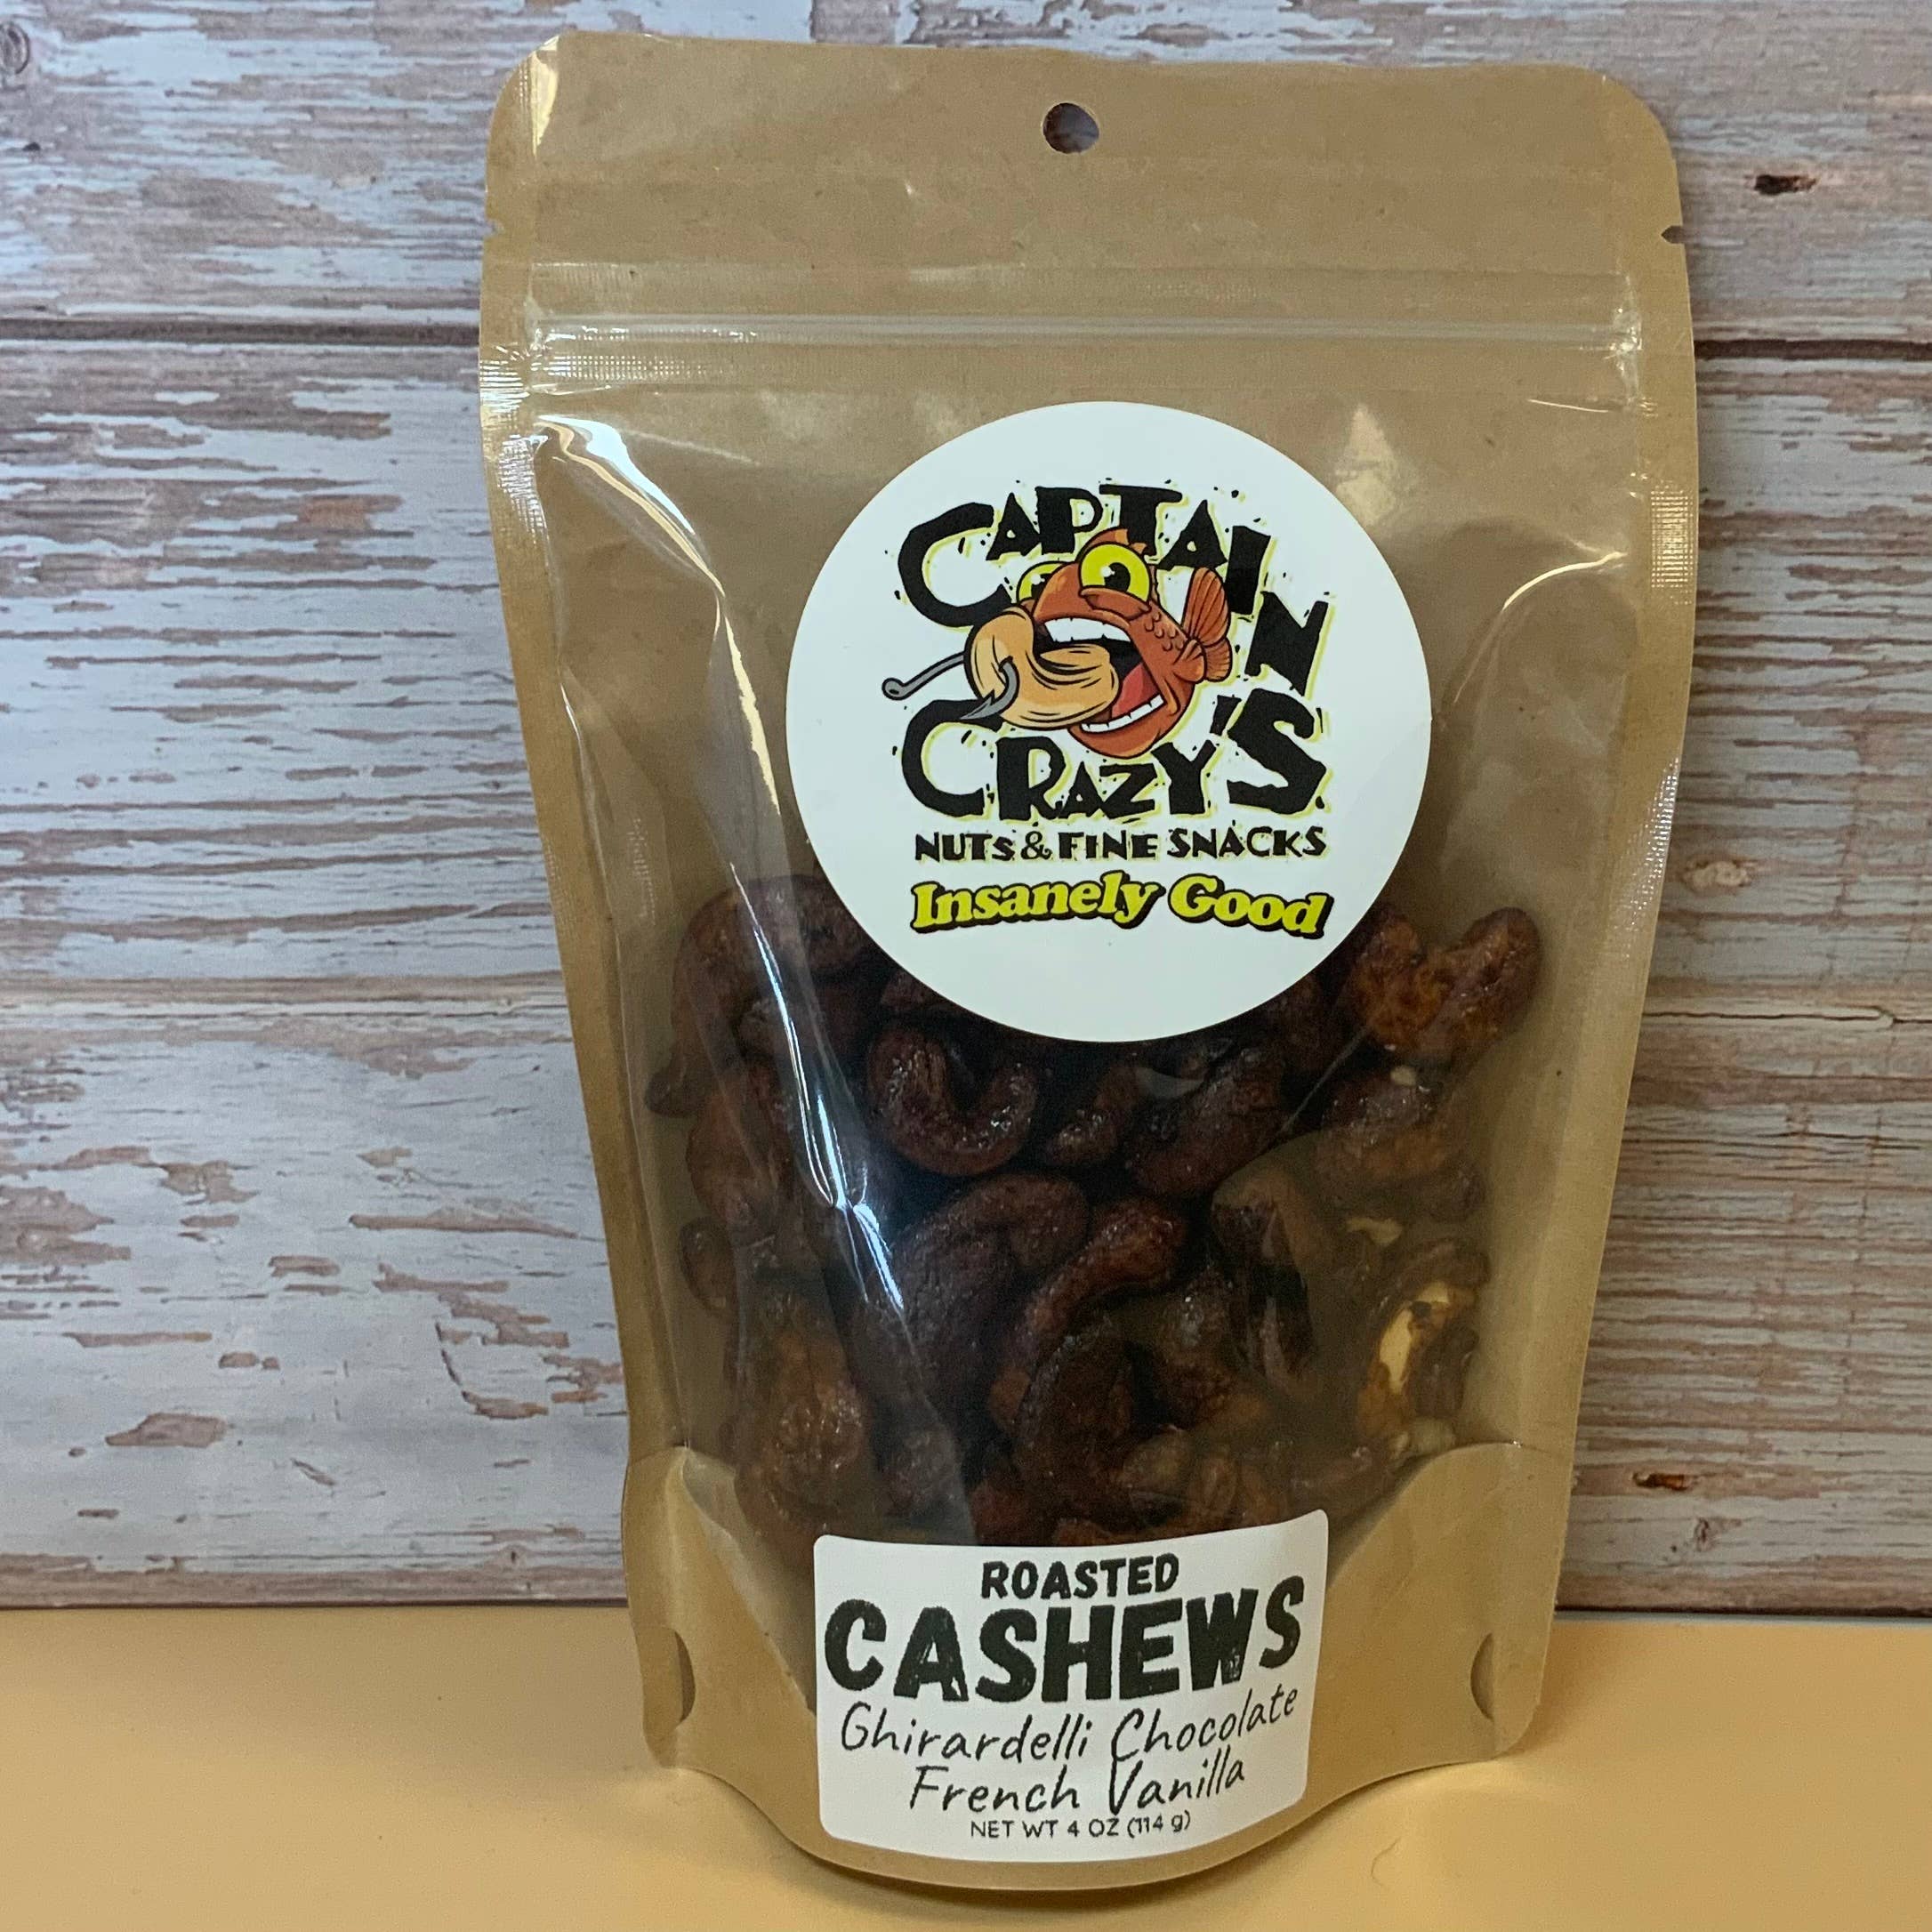 CAPTAIN
CRAZY'S
NUTS & FINE SNACKS
Insanely Good
ROASTED
CASHEWS
Ghirardelli Chocolate
French Vanilla
NET WT 4 OZ (114 g)